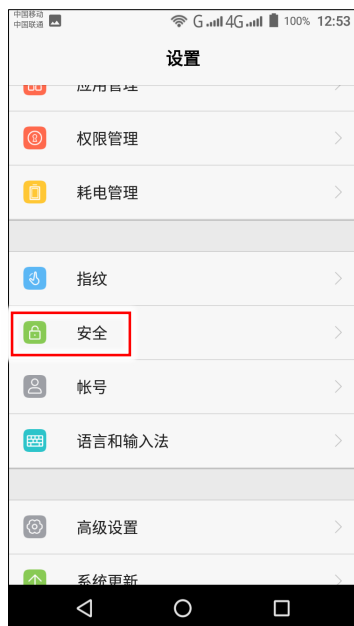 中国移动
中国联通
G 4G 100% 12:53
设置
应用管理
权限管理
耗电管理
指纹
安全
帐号
语言和输入法
高级设置
系统更新